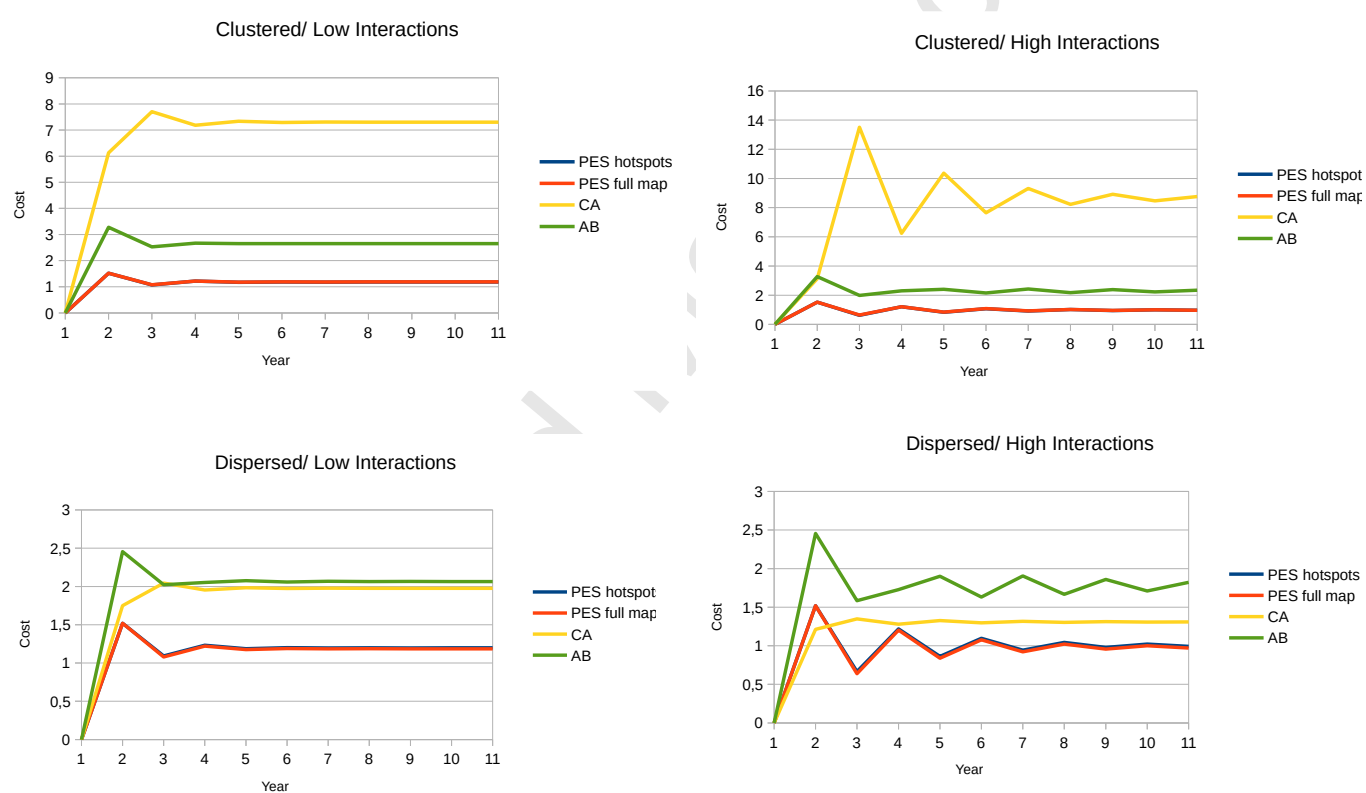 Clustered/ Low Interactions
9
8
7
6
5
4
3
2
1
0
Cost
1 2 3 4 5 6 7 8 9 10 11
Year
PES hotspots
PES full map
CA
AB
Clustered/ High Interactions
16
14
12
10
8
6
4
2
0
Cost
1 2 3 4 5 6 7 8 9 10 11
Year
PES hotspot
PES full map
CA
AB
Dispersed/ Low Interactions
3
2,5
2
1,5
1
0,5
0
Cost
1 2 3 4 5 6 7 8 9 10 11
Year
PES hotspot
PES full map
CA
AB
Dispersed/ High Interactions
3
2,5
2
1,5
1
0,5
0
Cost
1 2 3 4 5 6 7 8 9 10 11
Year
PES hotspots
PES full map
CA
AB